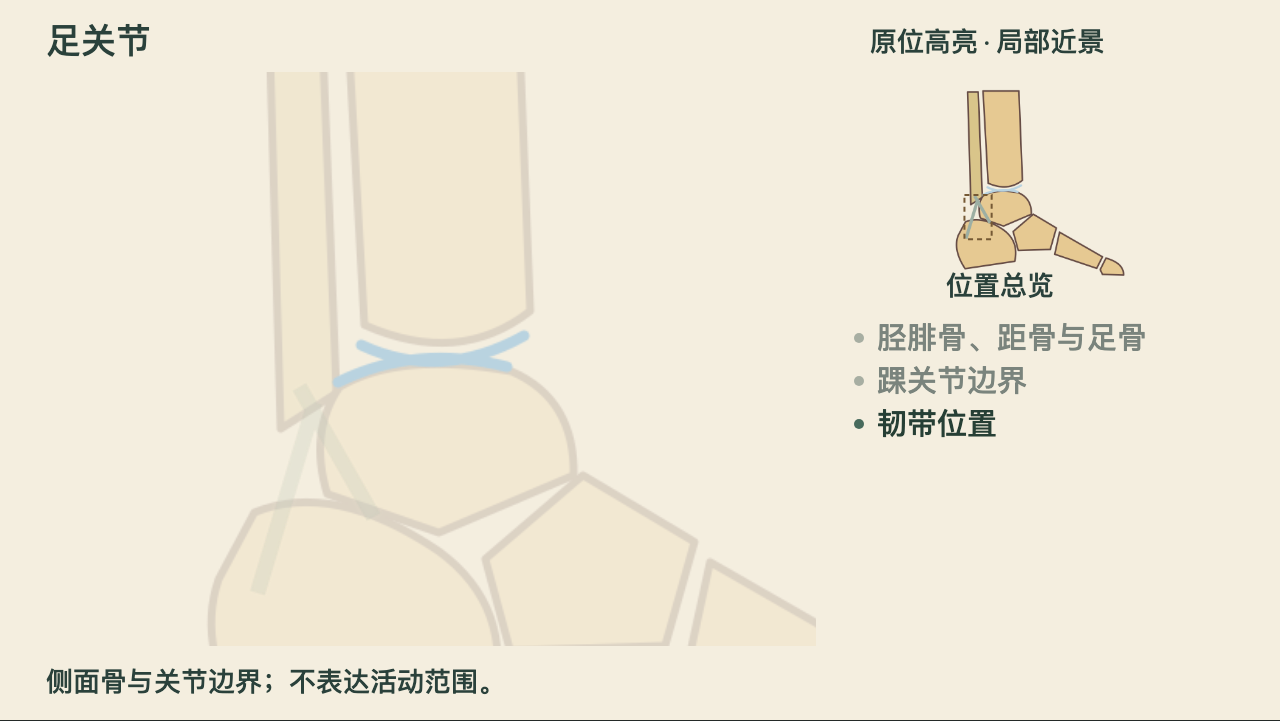 足关节
原位高亮 · 局部近景
位置总览
胫腓骨、距骨与足骨
踝关节边界
韧带位置
侧面骨与关节边界；不表达活动范围。